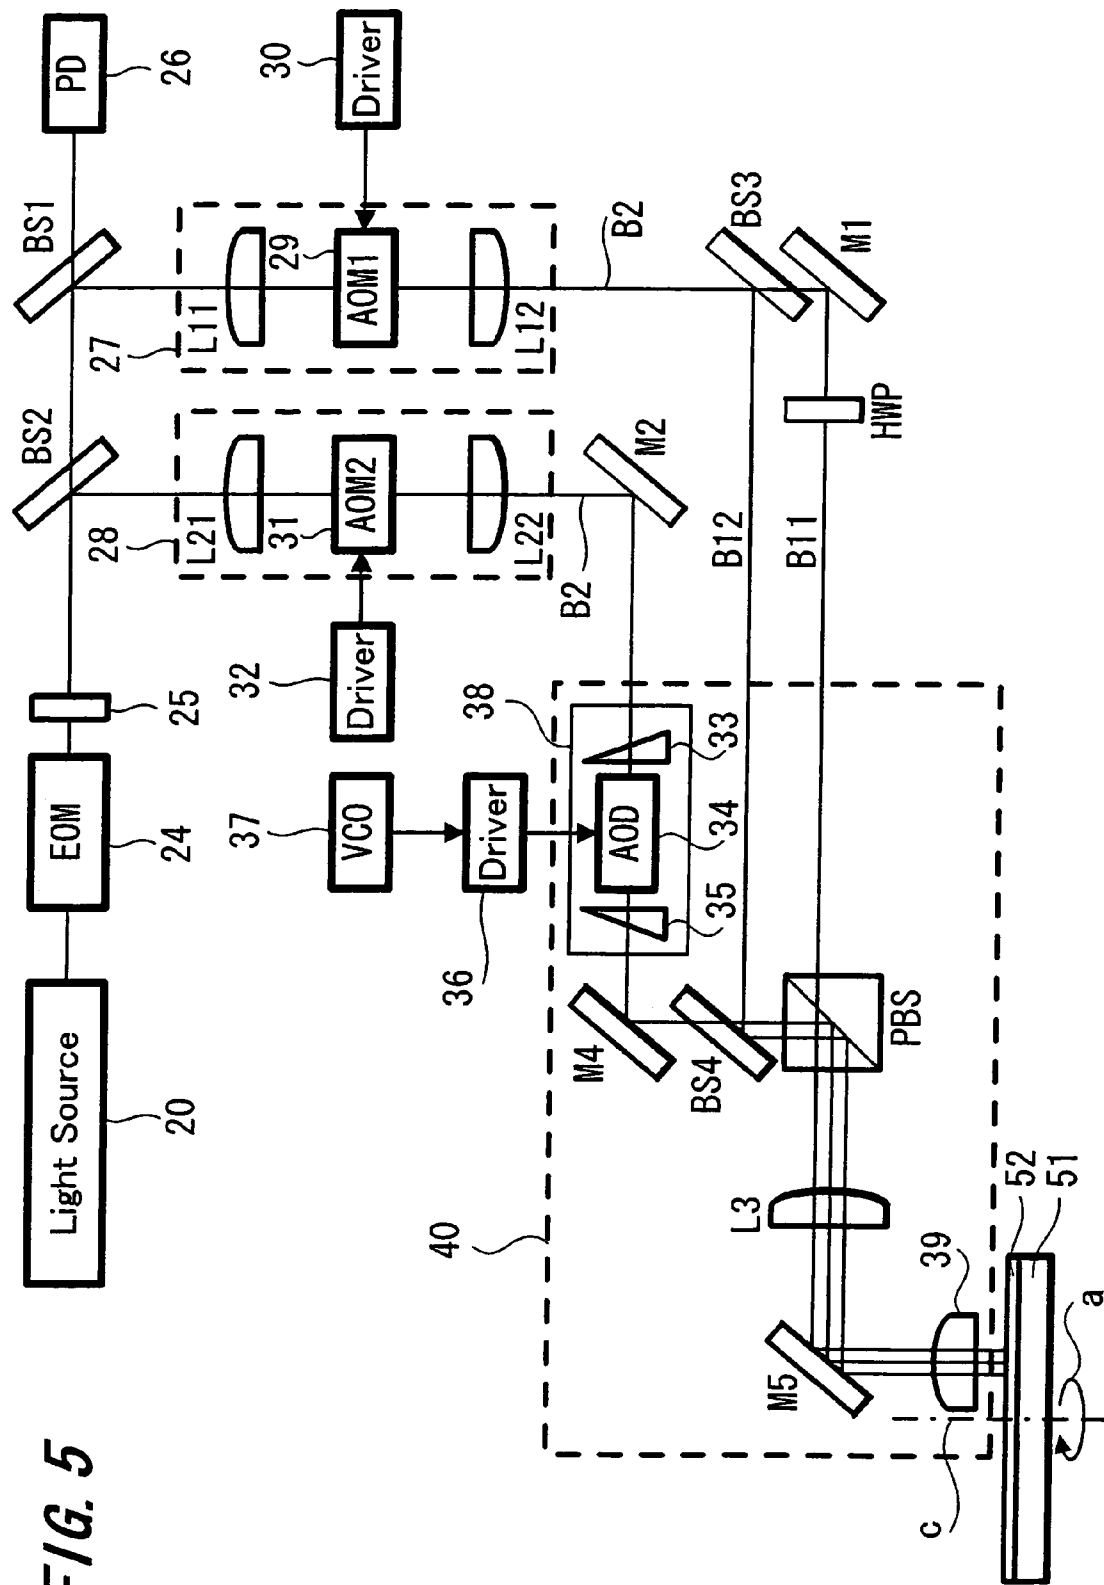 FIG. 5
Light Source
20
EOM
24
25
BS2
BS1
PD
26
28
L21
31
AOM2
L22
B2
M2
27
L11
29
AOM1
L12
B2
30
Driver
32
Driver
37
VCO
36
Driver
38
33
AOD
34
35
M4
BS4
PBS
B12
B11
HWP
BS3
M1
40
L3
M5
39
52
51
a
c